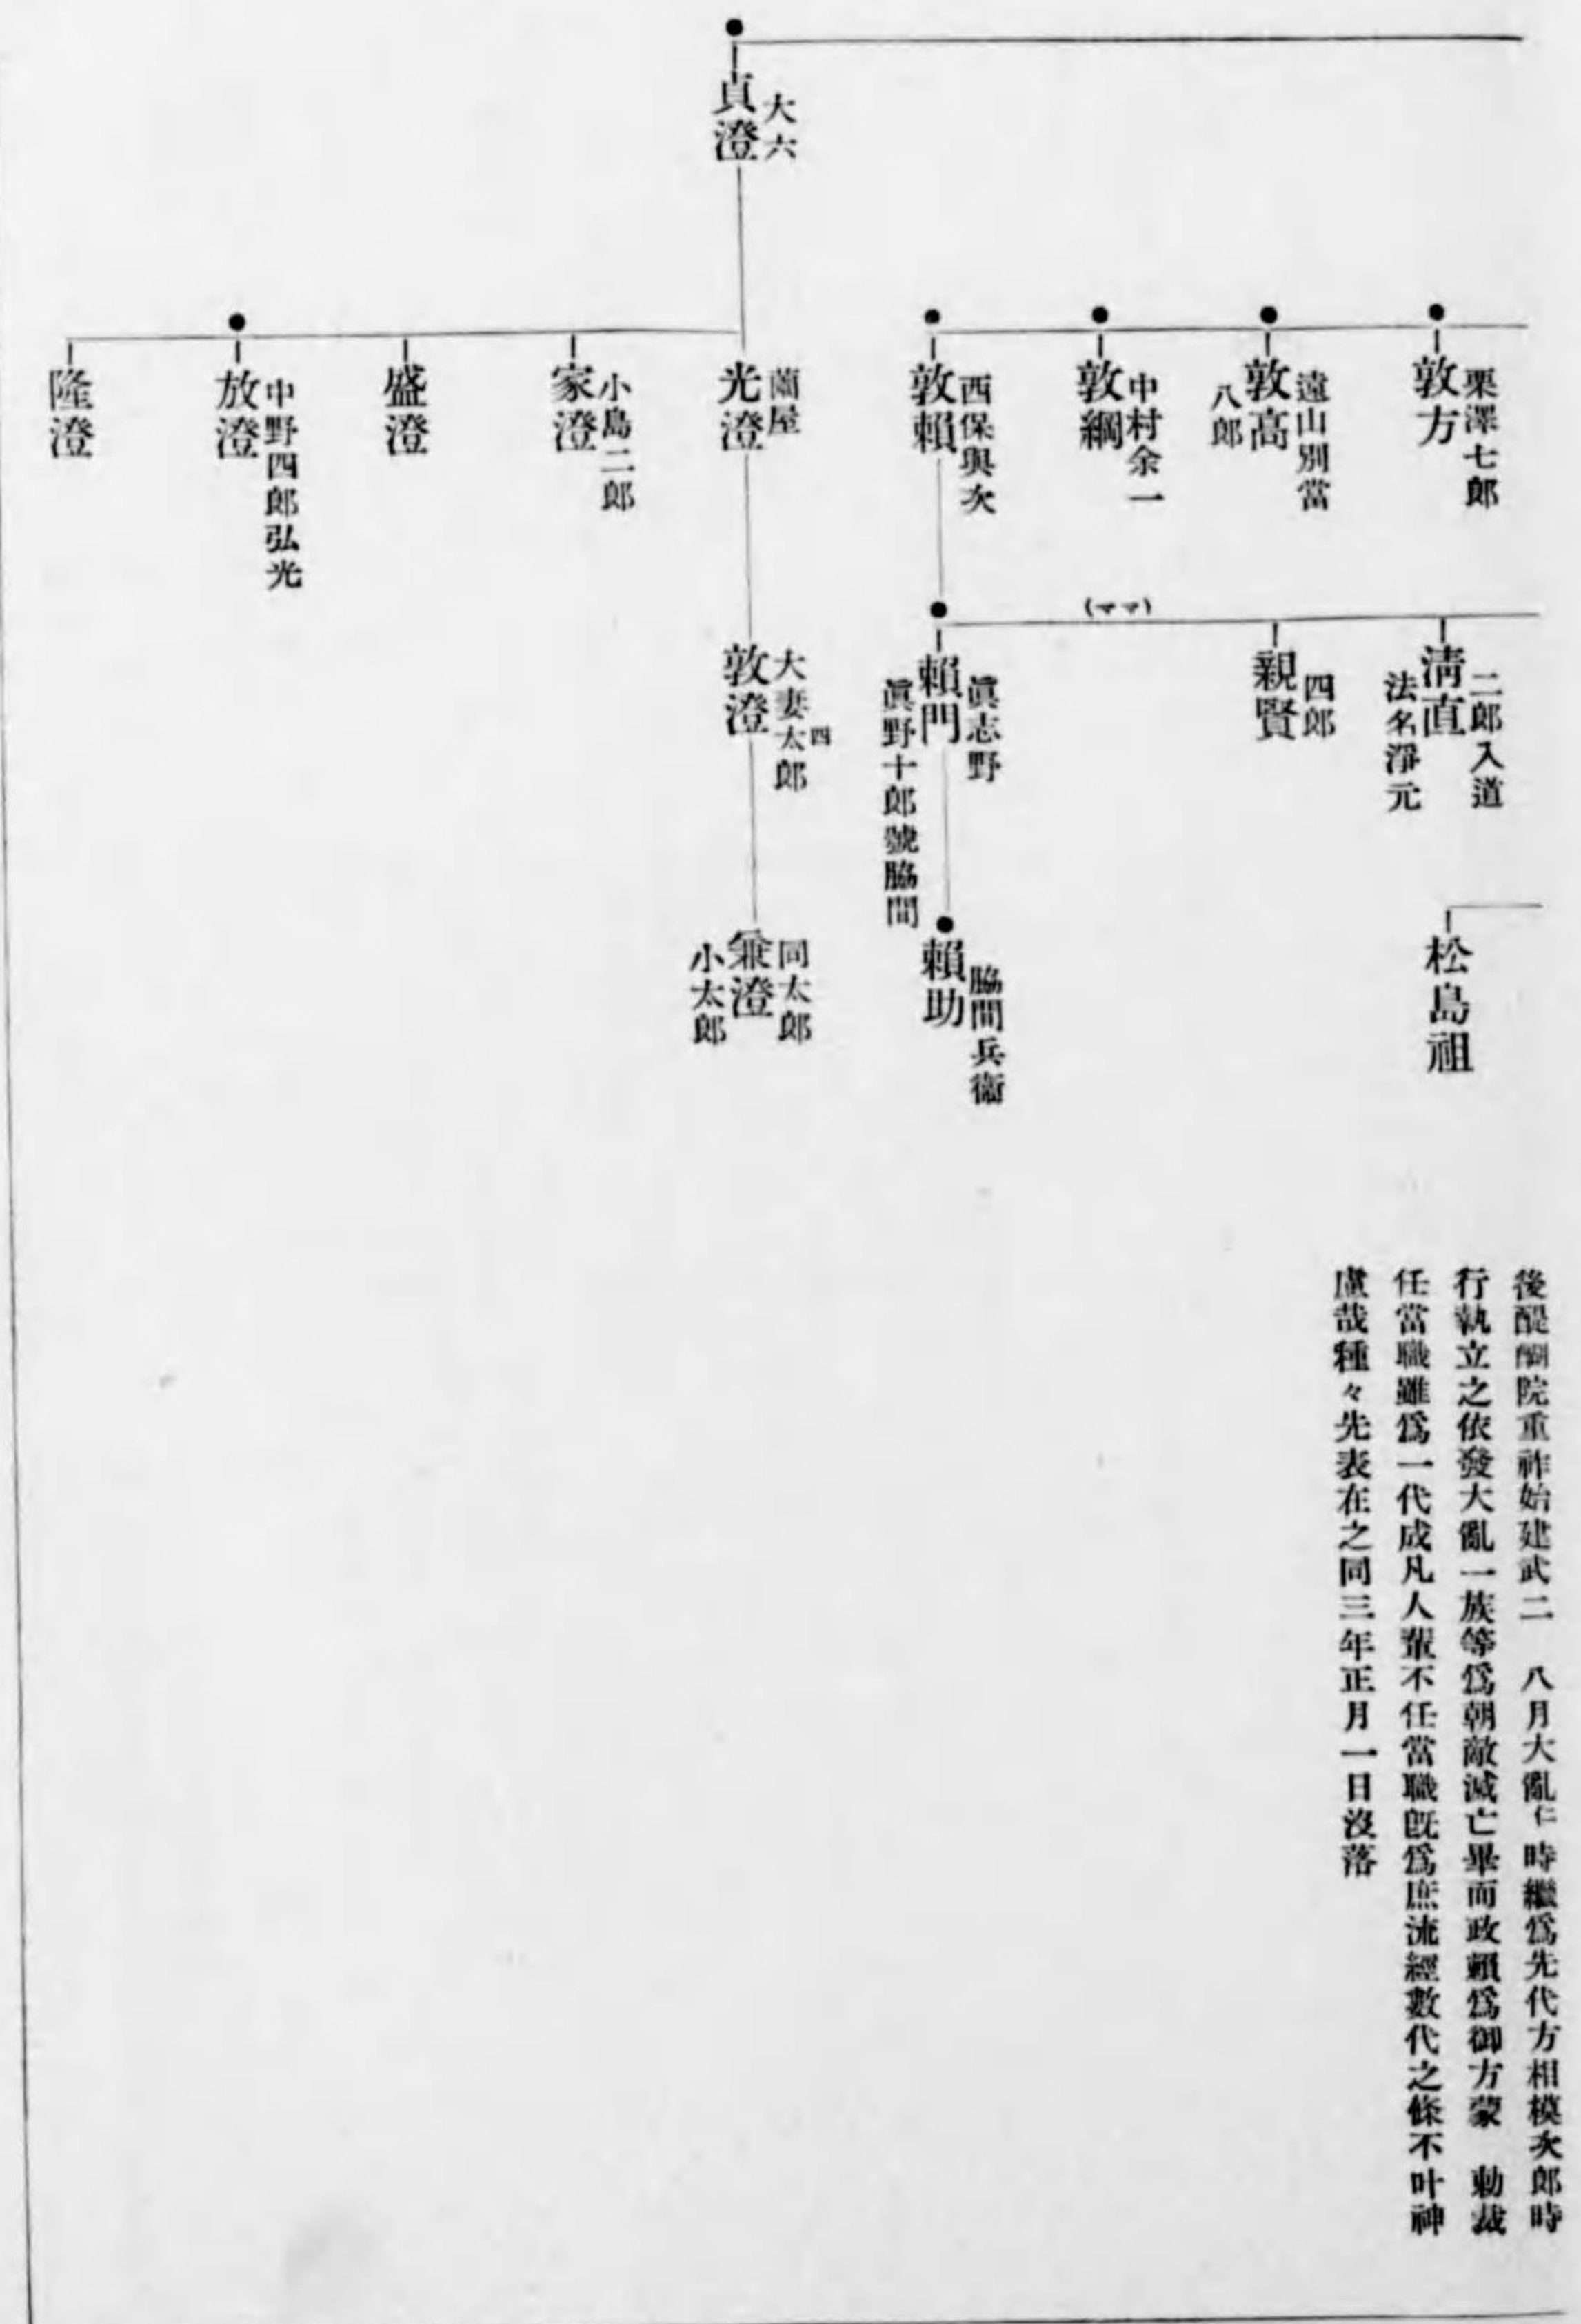 大六
貞澄
栗澤七郎
敦方
遠山別當
敦高
八郎
中村余一
敦綱
西保與次
敦賴
蘭屋
光澄
小島二郎
家澄
盛澄
中野四郎弘光
放澄
隆澄
二郎入道
淸直
法名淨元
四郎
親賢
(ママ)
眞志野
賴門
眞野十郎號脇間
四
大妻太郎
敦澄
松島祖
脇間兵衞
賴助
同太郎
兼澄
小太郎
後醍醐院重祚始建武二　八月大亂仁時繼爲先代方相模次郎時
行執立之依發大亂一族等爲朝敵滅亡畢而政賴爲御方蒙　勅裁
任當職雖爲一代成凡人輩不任當職既爲庶流經數代之條不叶神
慮哉種々先表在之同三年正月一日沒落